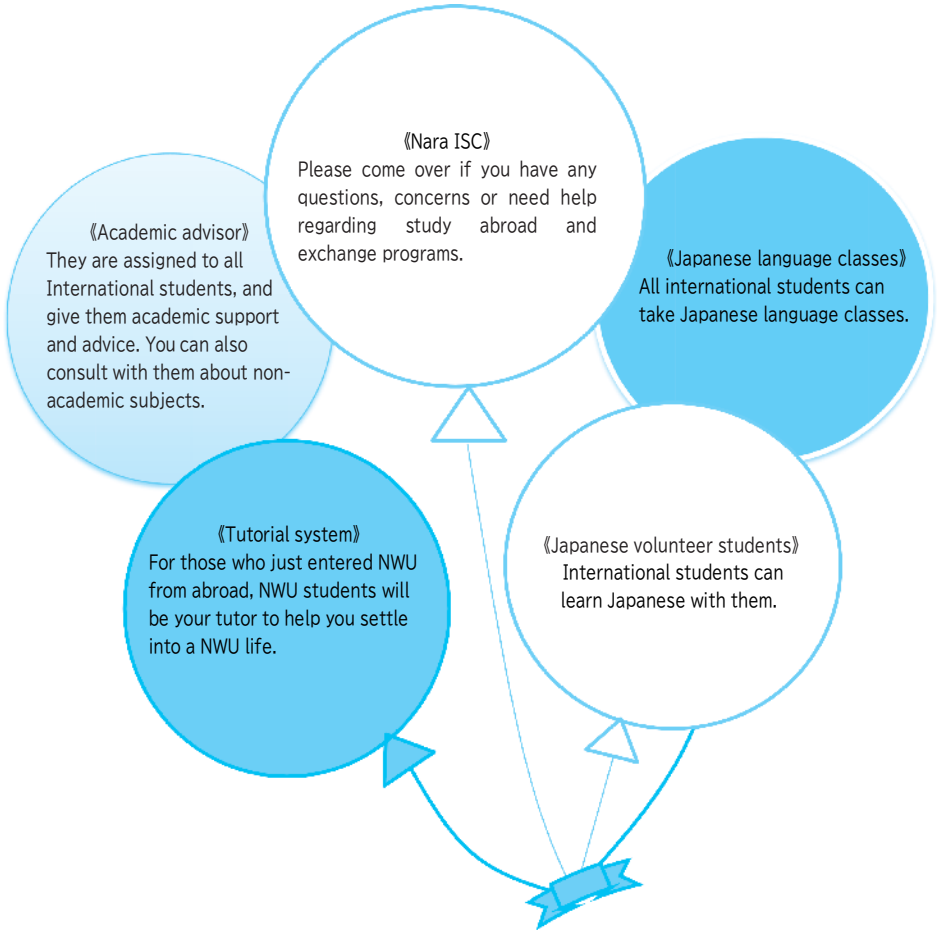 《Nara ISC》
Please come over if you have any
questions, concerns or need help
regarding study abroad and
exchange programs.
《Academic advisor》
They are assigned to all
International students, and
give them academic support
and advice. You can also
consult with them about non-
academic subjects.
《Japanese language classes》
All international students can
take Japanese language classes.
《Tutorial system》
For those who just entered NWU
from abroad, NWU students will
be your tutor to help you settle
into a NWU life.
《Japanese volunteer students》
International students can
learn Japanese with them.